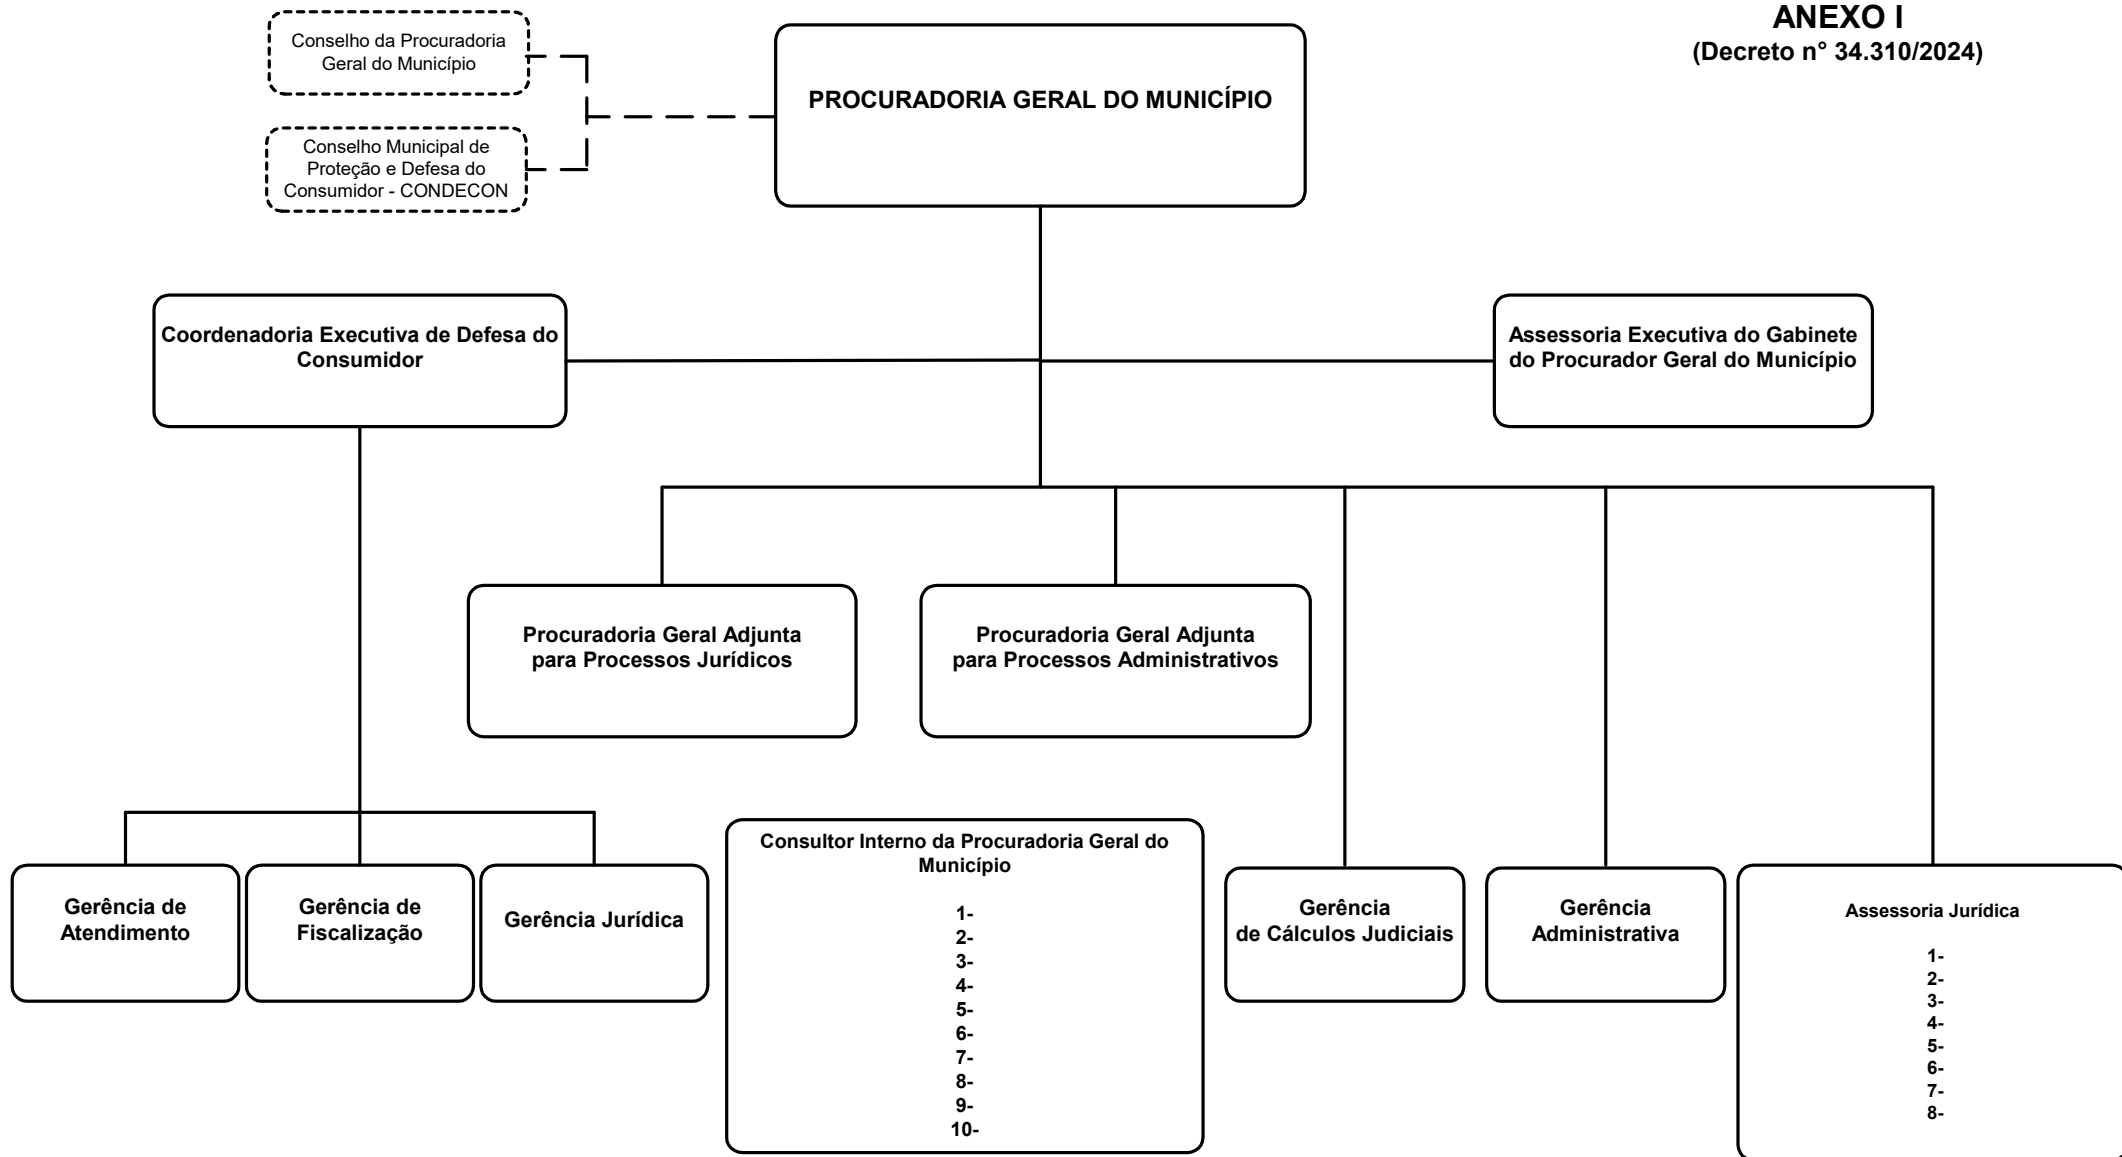 ANEXO I
(Decreto n° 34.310/2024)
Conselho da Procuradoria
Geral do Município
PROCURADORIA GERAL DO MUNICÍPIO
Conselho Municipal de
Proteção e Defesa do
Consumidor - CONDECON
Coordenadoria Executiva de Defesa do
Consumidor
Assessoria Executiva do Gabinete
do Procurador Geral do Município
Procuradoria Geral Adjunta
para Processos Jurídicos
Procuradoria Geral Adjunta
para Processos Administrativos
Gerência de
Atendimento
Gerência de
Fiscalização
Gerência Jurídica
Consultor Interno da Procuradoria Geral do
Município
1-
2-
3-
4-
5-
6-
7-
8-
9-
10-
Gerência
de Cálculos Judiciais
Gerência
Administrativa
Assessoria Jurídica
1-
2-
3-
4-
5-
6-
7-
8-